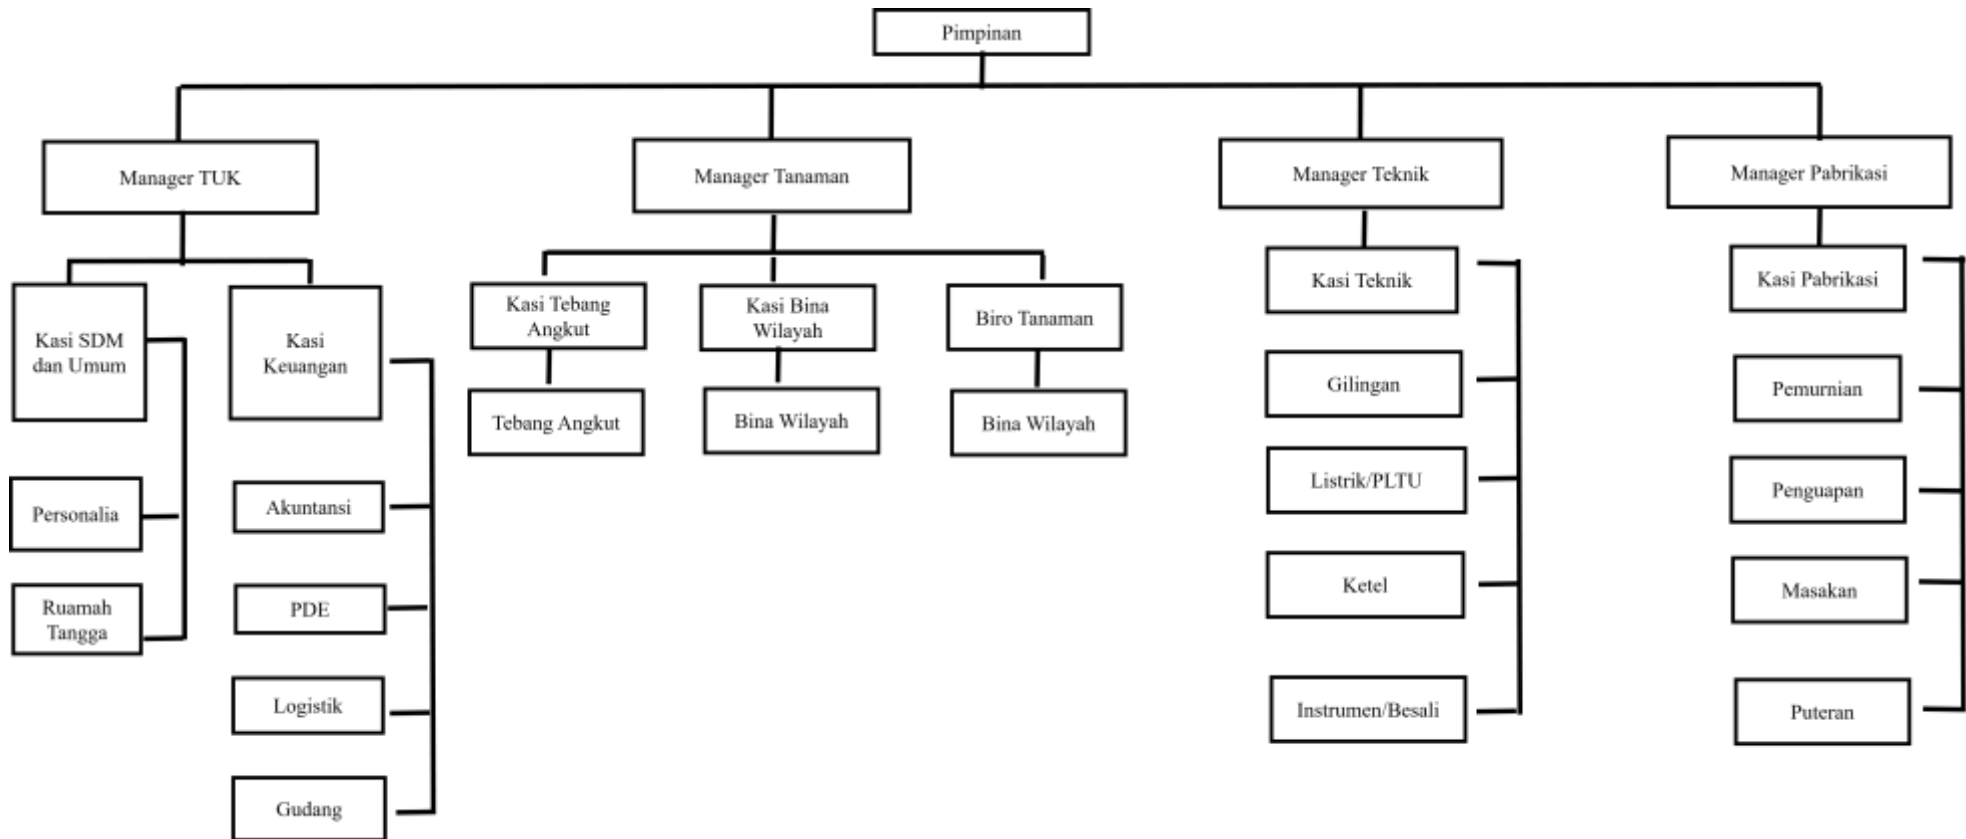 Pimpinan
Manager TUK
Manager Tanaman
Manager Teknik
Manager Pabrikasi
Kasi SDM
dan Umum
Kasi
Keuangan
Kasi Tebang
Angkut
Kasi Bina
Wilayah
Biro Tanaman
Kasi Teknik
Kasi Pabrikasi
Personalia
Ruamah
Tangga
Akuntansi
PDE
Logistik
Gudang
Tebang Angkut
Bina Wilayah
Bina Wilayah
Gilingan
Listrik/PLTU
Ketel
Instrumen/Besali
Pemurnian
Penguapan
Masakan
Puteran